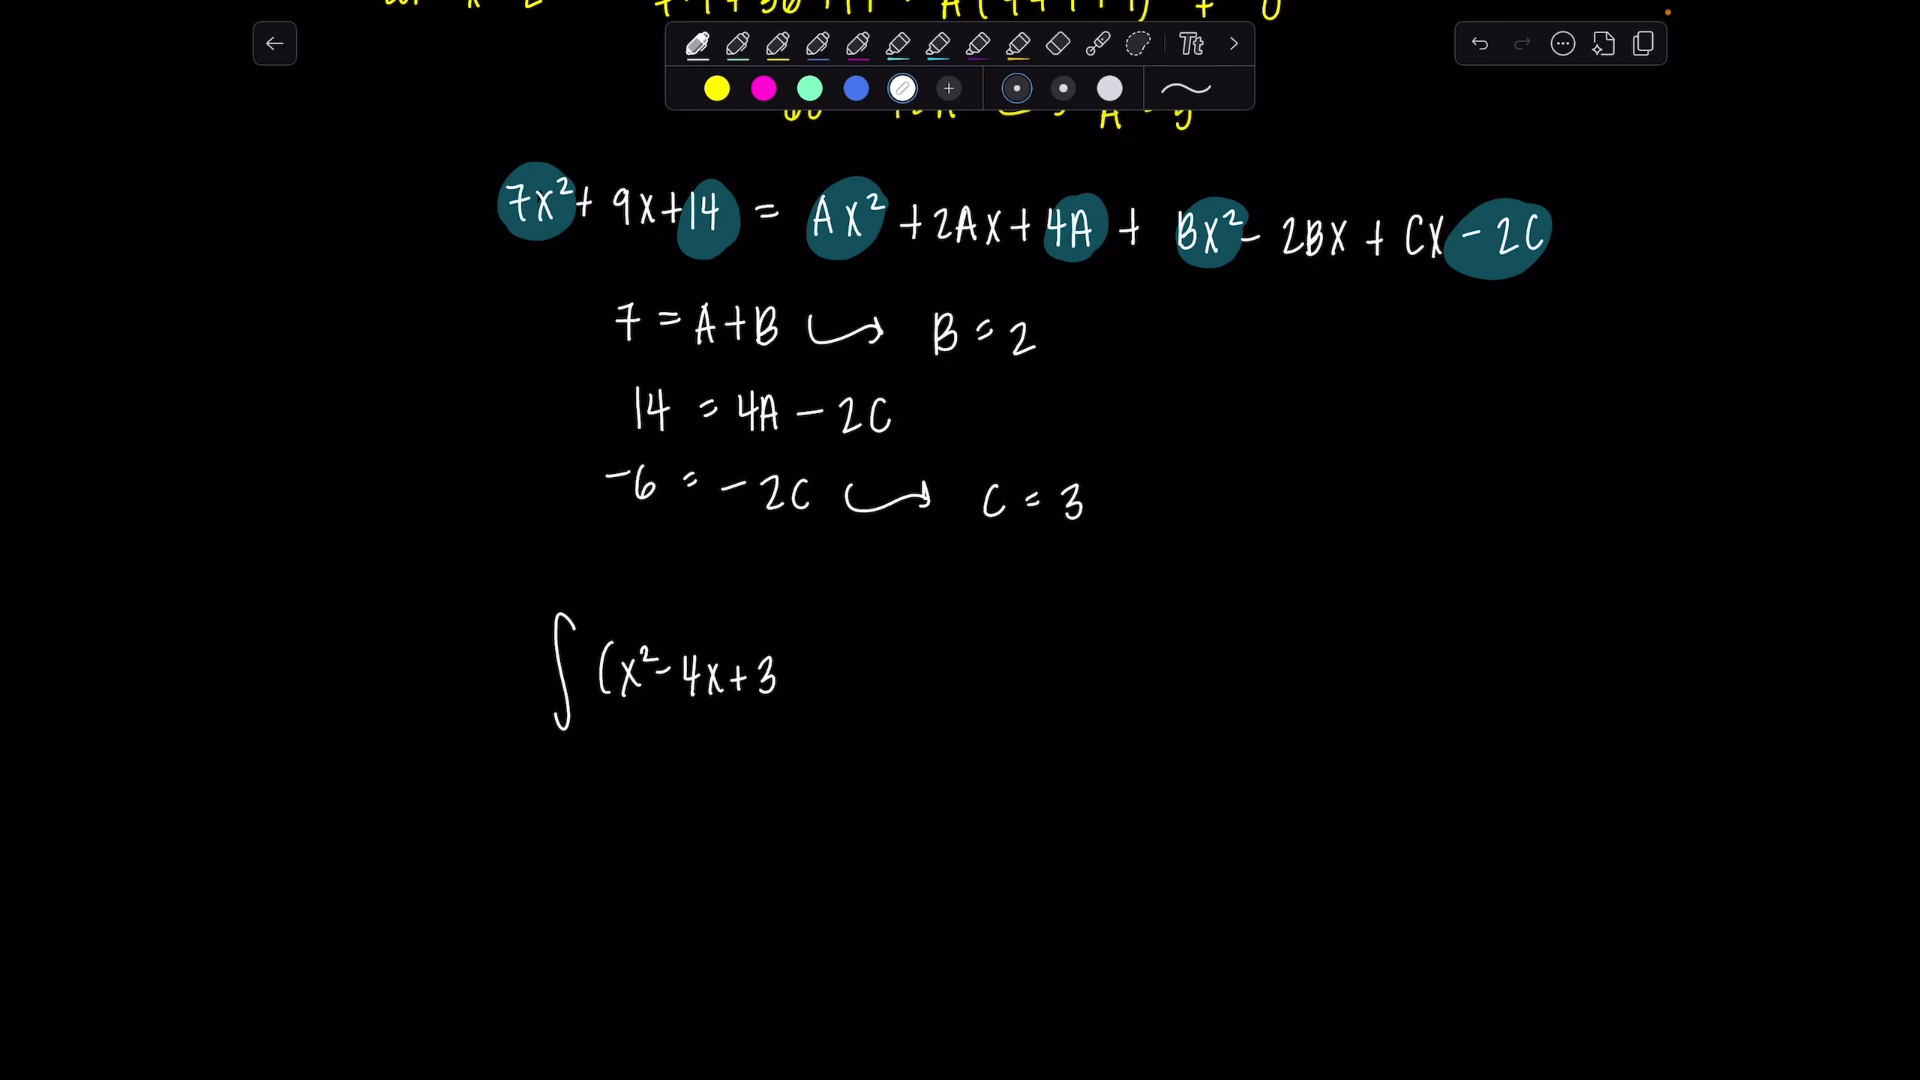 Tt
7x² + 9x + 14 = Ax² + 2Ax + 4A + Bx² - 2Bx + Cx - 2C
7 = A + B ↪ B = 2
14 = 4A - 2C
-6 = -2C ↪ C = 3
∫ (x² - 4x + 3